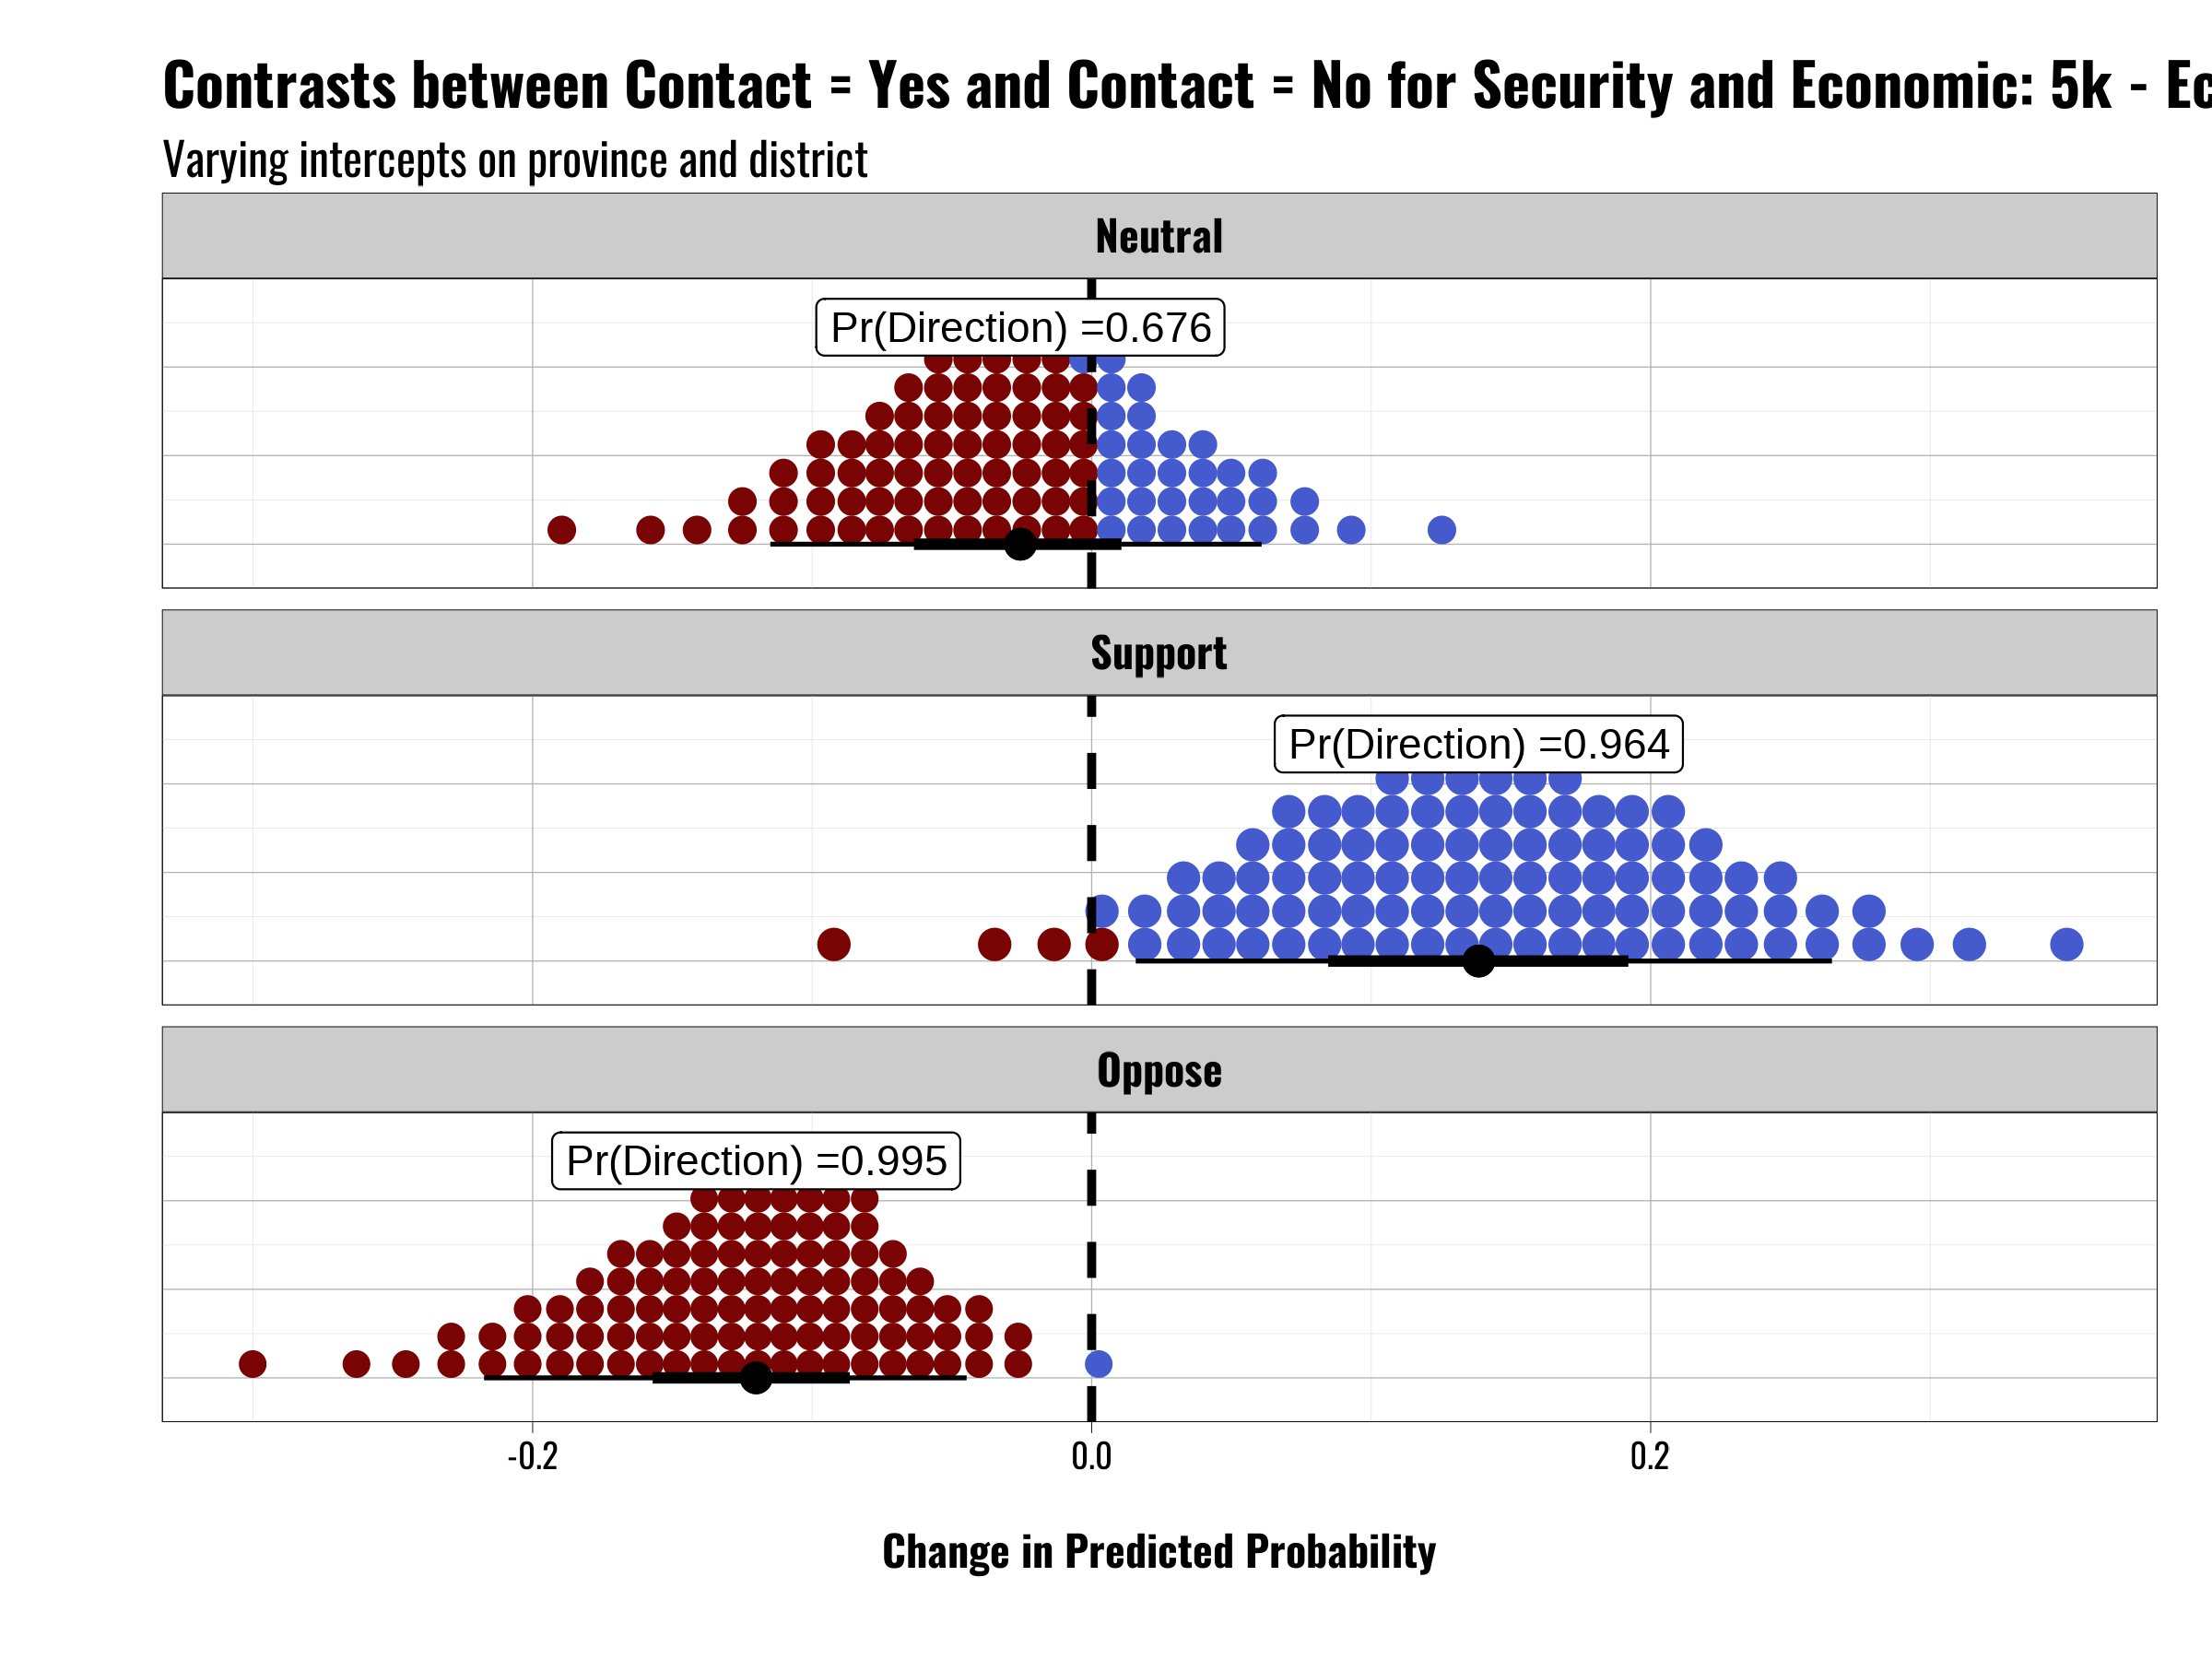 Contrasts between Contact = Yes and Contact = No for Security and Economic: 5k - Ec
Varying intercepts on province and district
Neutral
Pr(Direction) =0.676
Support
Pr(Direction) =0.964
Oppose
Pr(Direction) =0.995
-0.2 0.0 0.2
Change in Predicted Probability